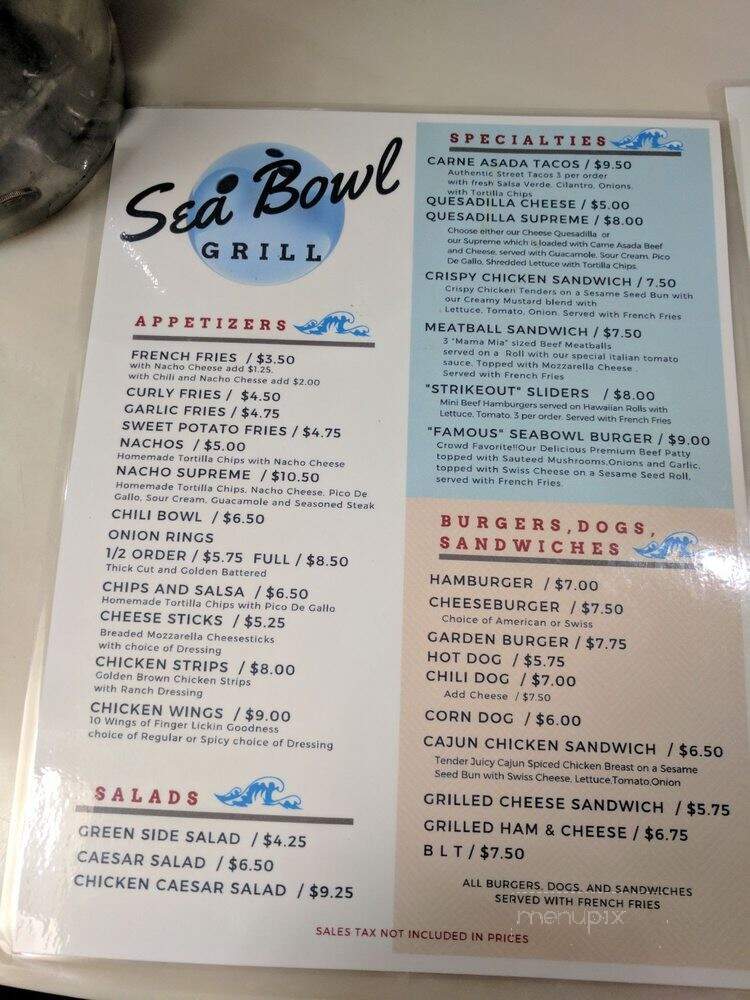 Sea Bowl
GRILL
APPETIZERS
FRENCH FRIES / $3.50
with Nacho Cheese add $1.25.
with Chili and Nacho Chesse add $2.00
CURLY FRIES / $4.50
GARLIC FRIES / $4.75
SWEET POTATO FRIES / $4.75
NACHOS / $5.00
Homemade Tortilla Chips with Nacho Cheese
NACHO SUPREME / $10.50
Homemade Tortilla Chips, Nacho Cheese, Pico De
Gallo, Sour Cream, Guacamole and Seasoned Steak
CHILI BOWL / $6.50
ONION RINGS
1/2 ORDER / $5.75 FULL / $8.50
Thick Cut and Golden Battered
CHIPS AND SALSA / $6.50
Homemade Tortilla Chips with Pico De Gallo
CHEESE STICKS / $5.25
Breaded Mozzarella Cheesesticks
with choice of Dressing
CHICKEN STRIPS / $8.00
Golden Brown Chicken Strips
with Ranch Dressing
CHICKEN WINGS / $9.00
10 Wings of Finger Lickin Goodness
choice of Regular or Spicy choice of Dressing
SALADS
GREEN SIDE SALAD / $4.25
CAESAR SALAD / $6.50
CHICKEN CAESAR SALAD / $9.25
SPECIALTIES
CARNE ASADA TACOS / $9.50
Authentic Street Tacos 3 per order
with fresh Salsa Verde, Cilantro, Onions,
with Tortilla Chips
QUESADILLA CHEESE / $5.00
QUESADILLA SUPREME / $8.00
Choose either our Cheese Quesadilla or
our Supreme which is loaded with Carne Asada Beef
and Cheese, served with Guacamole, Sour Cream, Pico
De Gallo, Shredded Lettuce with Tortilla Chips.
CRISPY CHICKEN SANDWICH / 7.50
Crispy Chicken Tenders on a Sesame Seed Bun with
our Creamy Mustard blend with
Lettuce, Tomato, Onion. Served with French Fries
MEATBALL SANDWICH / $7.50
3 "Mama Mia" sized Beef Meatballs
served on a Roll with our special italian tomato
sauce. Topped with Mozzarella Cheese .
Served with French Fries
"STRIKEOUT" SLIDERS / $8.00
Mini Beef Hamburgers served on Hawaiian Rolls with
Lettuce, Tomato. 3 per order. Served with French Fries
"FAMOUS" SEABOWL BURGER / $9.00
Crowd Favorite!!Our Delicious Premium Beef Patty
topped with Sauteed Mushrooms,Onions and Garlic,
topped with Swiss Cheese on a Sesame Seed Roll,
served with French Fries.
BURGERS,DOGS,
SANDWICHES
HAMBURGER / $7.00
CHEESEBURGER / $7.50
Choice of American or Swiss
GARDEN BURGER / $7.75
HOT DOG / $5.75
CHILI DOG / $7.00
Add Cheese / $7.50
CORN DOG / $6.00
CAJUN CHICKEN SANDWICH / $6.50
Tender Juicy Cajun Spiced Chicken Breast on a Sesame
Seed Bun with Swiss Cheese, Lettuce,Tomato,Onion
GRILLED CHEESE SANDWICH / $5.75
GRILLED HAM & CHEESE / $6.75
B L T / $7.50
ALL BURGERS, DOGS, AND SANDWICHES
SERVED WITH FRENCH FRIES
menupix
SALES TAX NOT INCLUDED IN PRICES